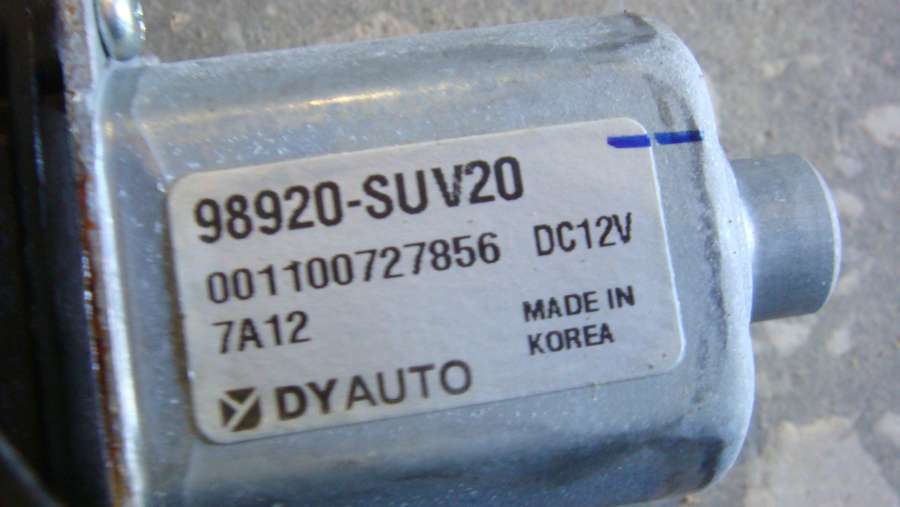 98920-SUV20
001100727856 DC12V
7A12 MADE IN
KOREA
DYAUTO